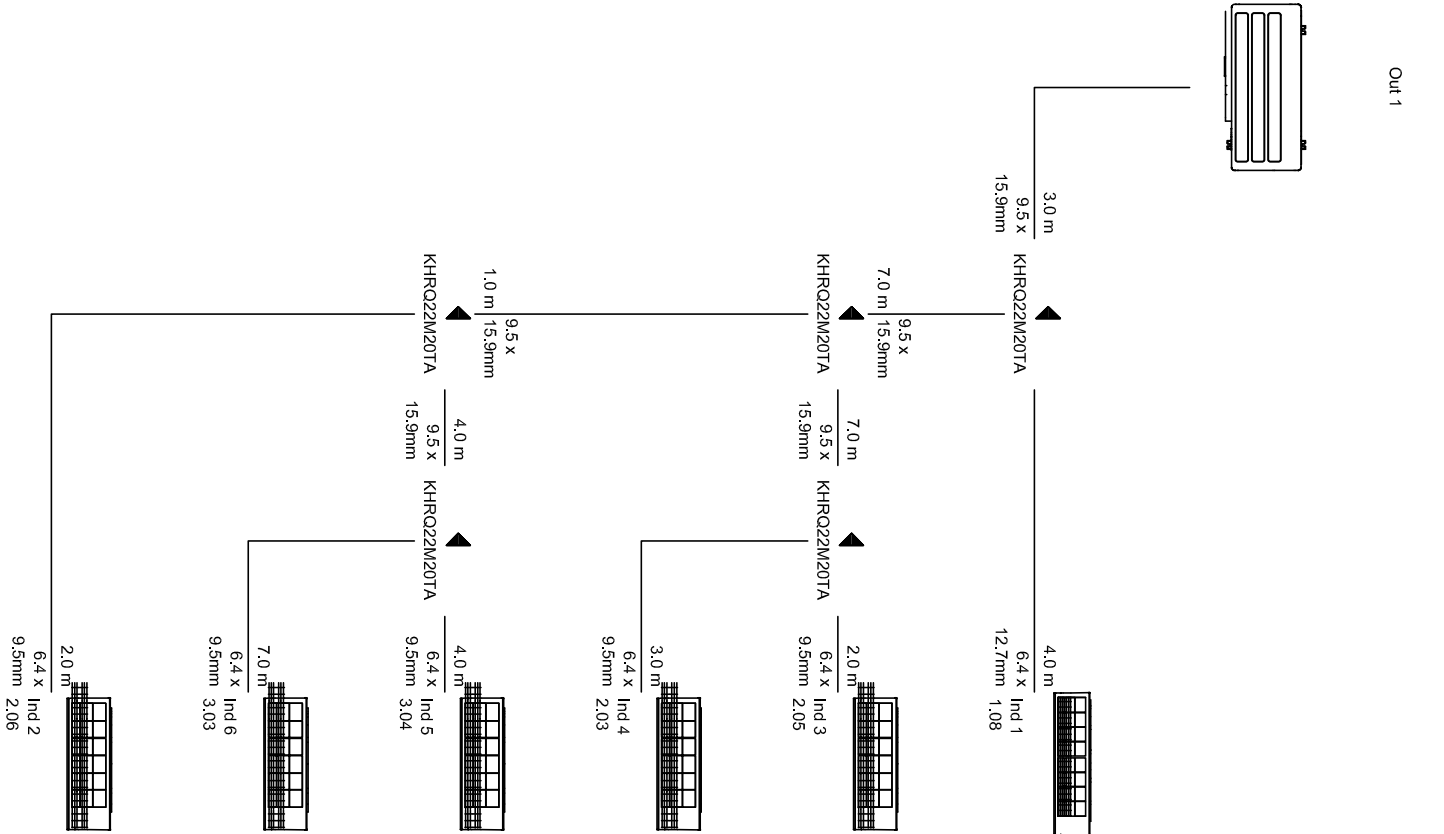 Out 1
3.0 m
9.5 x
15.9mm
KHRQ22M20TA
7.0 m
9.5 x
15.9mm
KHRQ22M20TA
1.0 m
9.5 x
15.9mm
KHRQ22M20TA
7.0 m
9.5 x
15.9mm
4.0 m
9.5 x
15.9mm
KHRQ22M20TA
KHRQ22M20TA
4.0 m
6.4 x
12.7mm
Ind 1
1.08
2.0 m
6.4 x
9.5mm
Ind 3
2.05
3.0 m
6.4 x
9.5mm
Ind 4
2.03
4.0 m
6.4 x
9.5mm
Ind 5
3.04
7.0 m
6.4 x
9.5mm
Ind 6
3.03
2.0 m
6.4 x
9.5mm
Ind 2
2.06